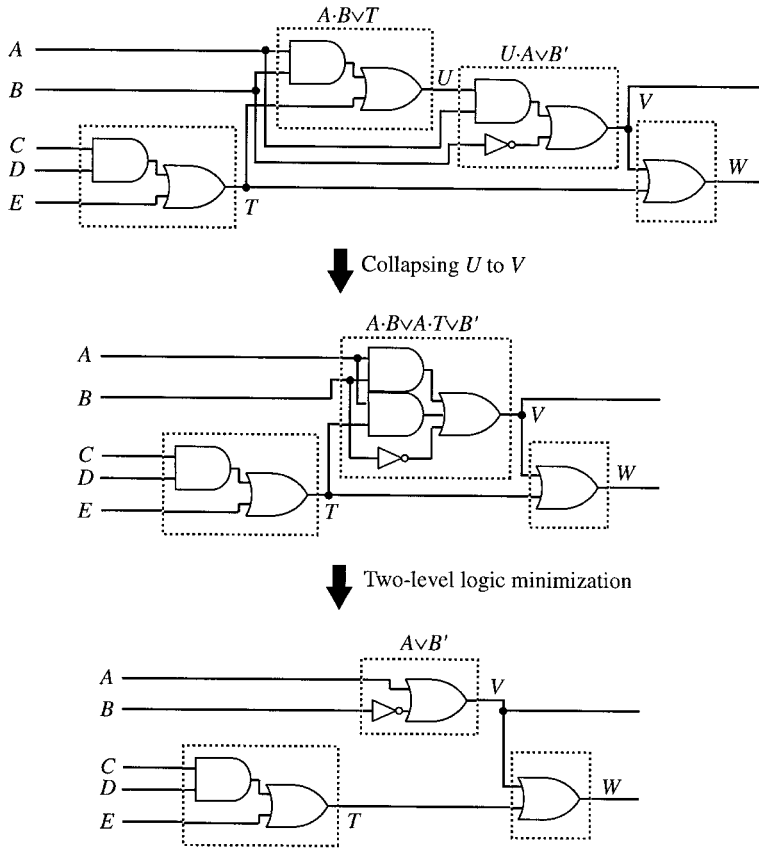 A·B∨T
A
U·A∨B'
U
B
V
C
D
W
E
T
Collapsing U to V
A·B∨A·T∨B'
A
B
V
C
D
W
E
T
Two-level logic minimization
A∨B'
A
V
B
C
D
W
E
T